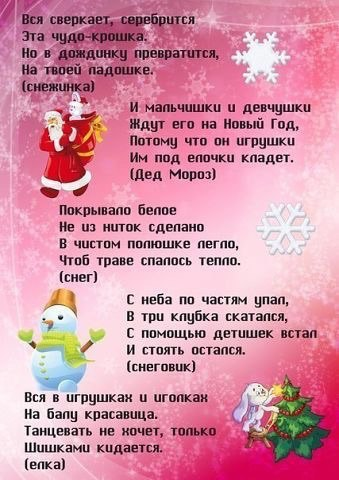 Вся сверкает, серебрится
Эта чудо-крошка.
Но в дождинку превратится,
На твоей ладошке.
(снежинка)
И мальчишки и девчушки
Ждут его на Новый Год,
Потому что он игрушки
Им под елочки кладет.
(Дед Мороз)
Покрывало белое
Не из ниток сделано
В чистом полюшке легло,
Чтоб траве спалось тепло.
(снег)
С неба по частям упал,
В три клубка скатался,
С помощью детишек встал
И стоять остался.
(снеговик)
Вся в игрушках и иголках
На балу красавица.
Танцевать не хочет, только
Шишками кидается.
(елка)